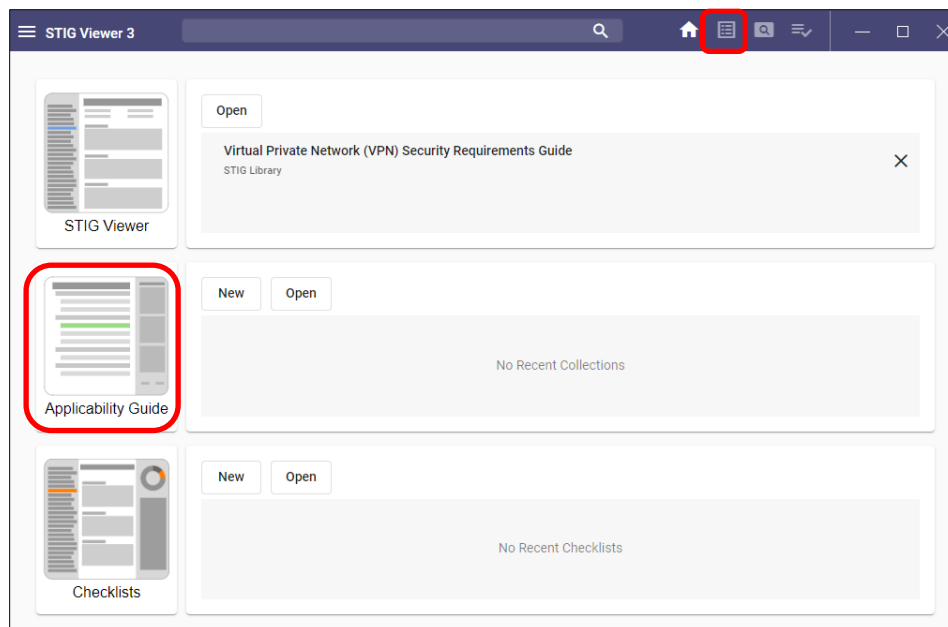 STIG Viewer 3
Open
Virtual Private Network (VPN) Security Requirements Guide
STIG Library
STIG Viewer
New Open
No Recent Collections
Applicability Guide
New Open
No Recent Checklists
Checklists